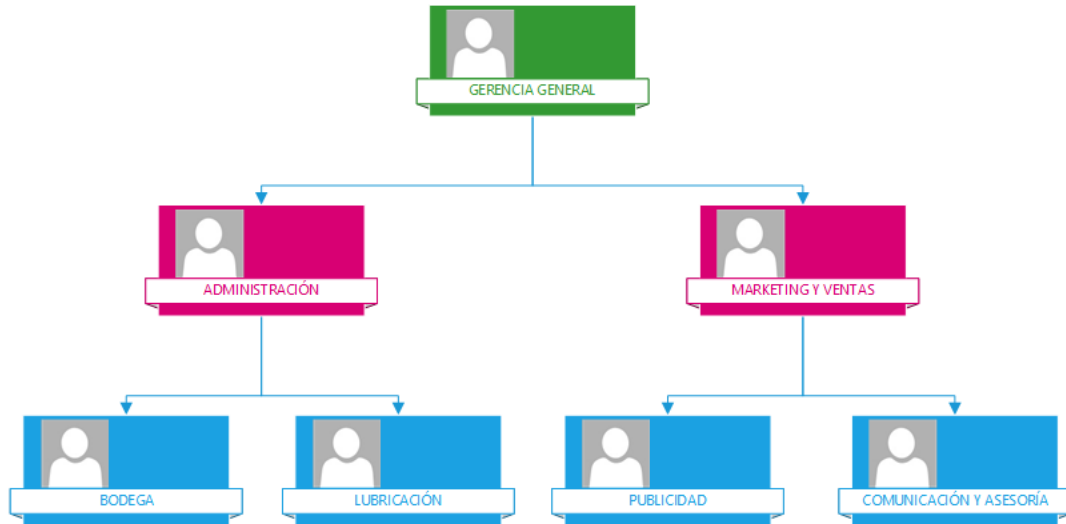 GERENCIA GENERAL
ADMINISTRACIÓN
MARKETING Y VENTAS
BODEGA
LUBRICACIÓN
PUBLICIDAD
COMUNICACIÓN Y ASESORÍA